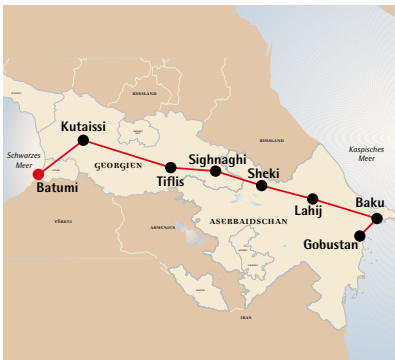 RUSSLAND
Kutaissi
Schwarzes
Meer
GEORGIEN
Batumi
Tiflis
Sighnaghi
RUSSLAND
Sheki
Kaspisches
Meer
Lahij
Baku
TÜRKEI
ARMENIEN
ASERBAIDSCHAN
Gobustan
IRAN